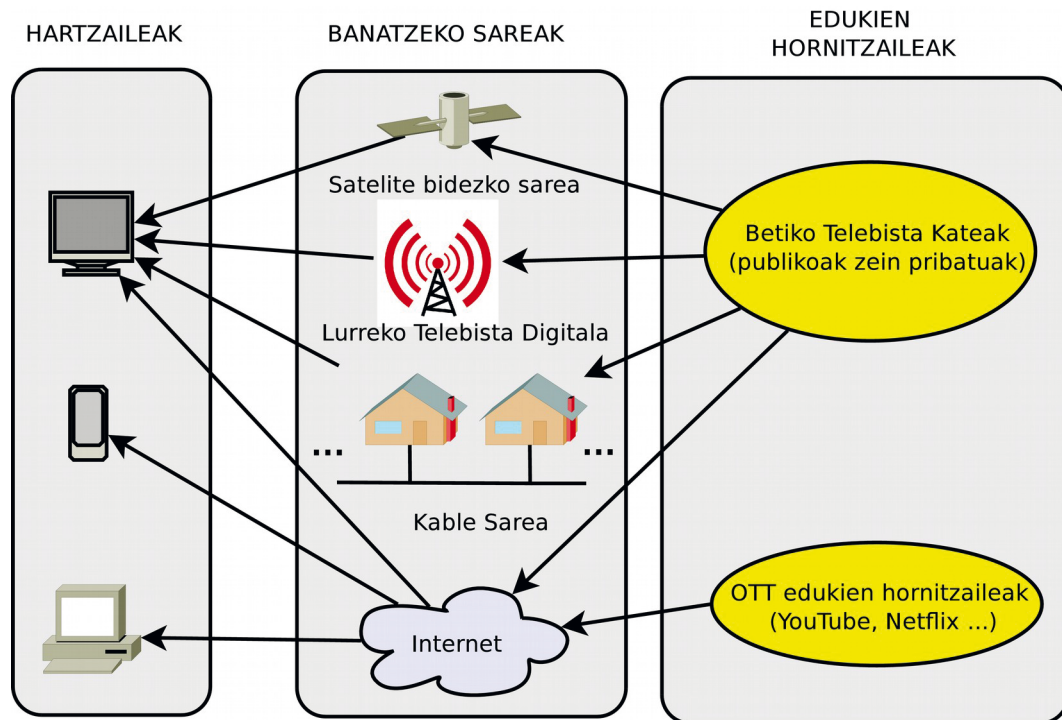 HARTZAILEAK
BANATZEKO SAREAK
EDUKIEN
HORNITZAILEAK
Satelite bidezko sarea
Betiko Telebista Kateak
(publikoak zein pribatuak)
Lurreko Telebista Digitala
...
...
Kable Sarea
Internet
OTT edukien hornitzaileak
(YouTube, Netflix ...)